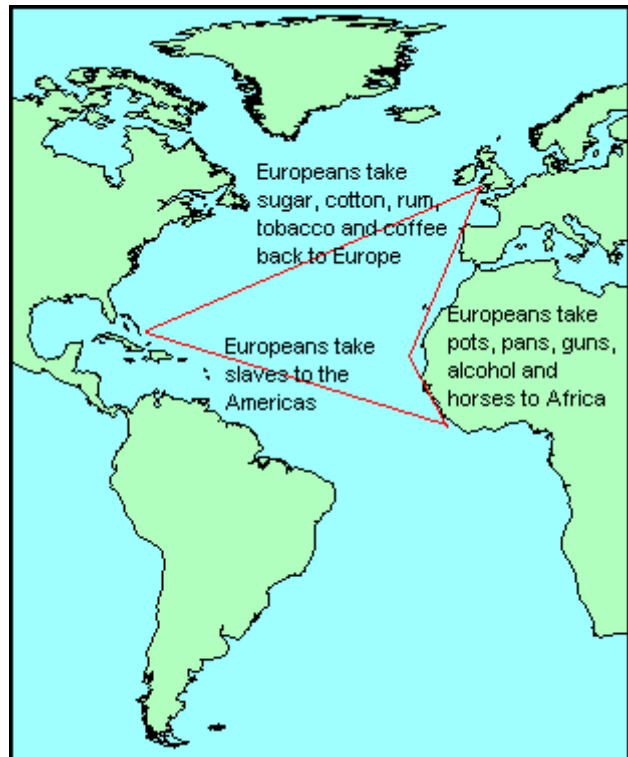 Europeans take
sugar, cotton, rum,
tobacco and coffee
back to Europe
Europeans take
pots, pans, guns,
alcohol and
horses to Africa
Europeans take
slaves to the
Americas